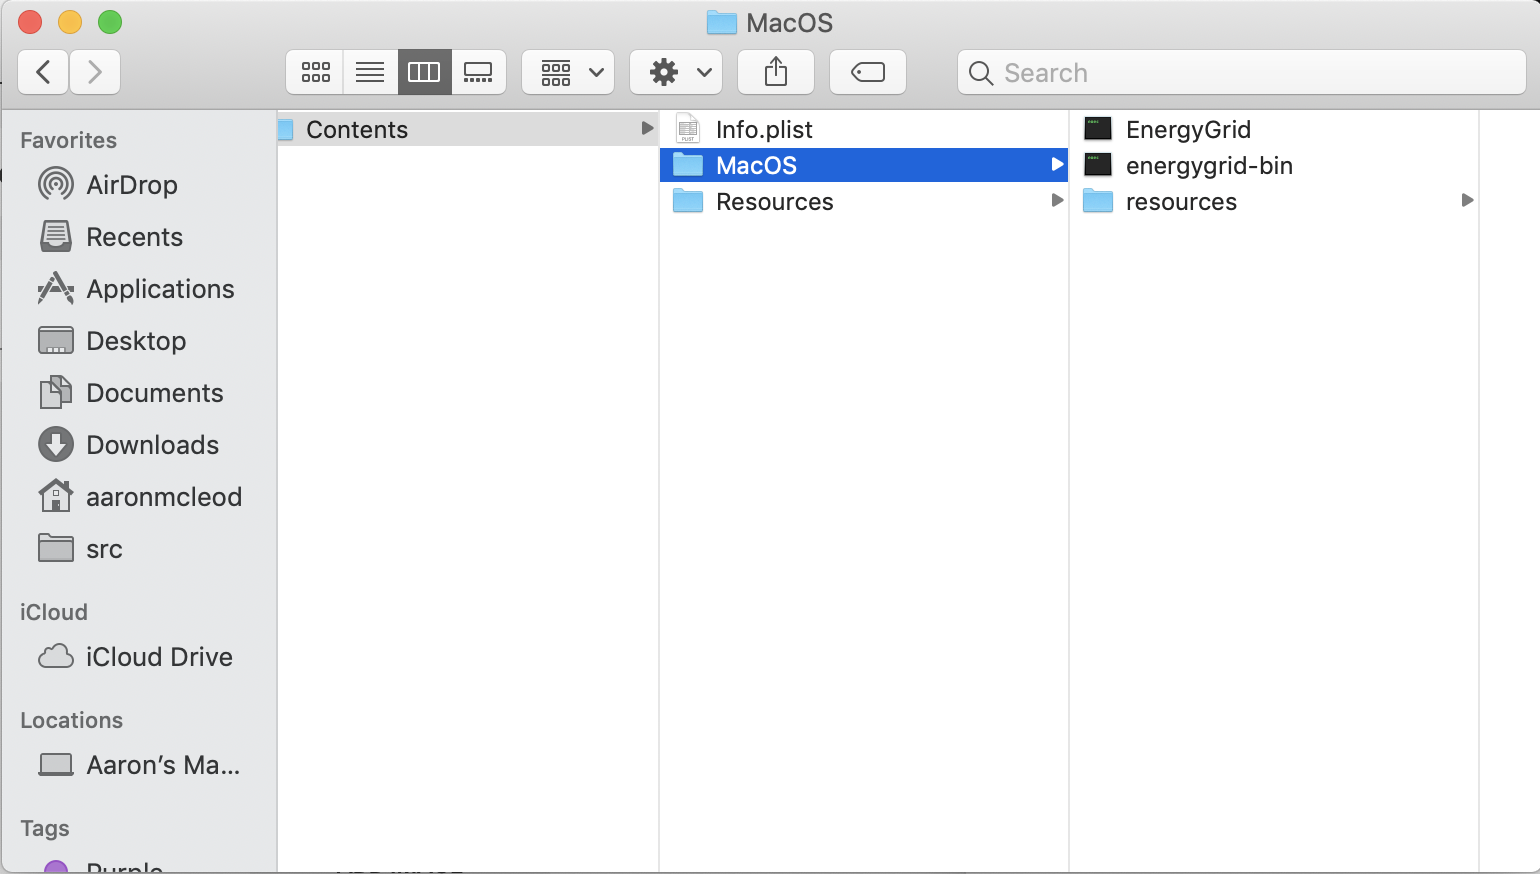 MacOS
Search
Favorites
AirDrop
Recents
Applications
Desktop
Documents
Downloads
aaronmcleod
src
iCloud
iCloud Drive
Locations
Aaron’s Ma...
Tags
Purple
Contents
Info.plist
MacOS
Resources
EnergyGrid
energygrid-bin
resources